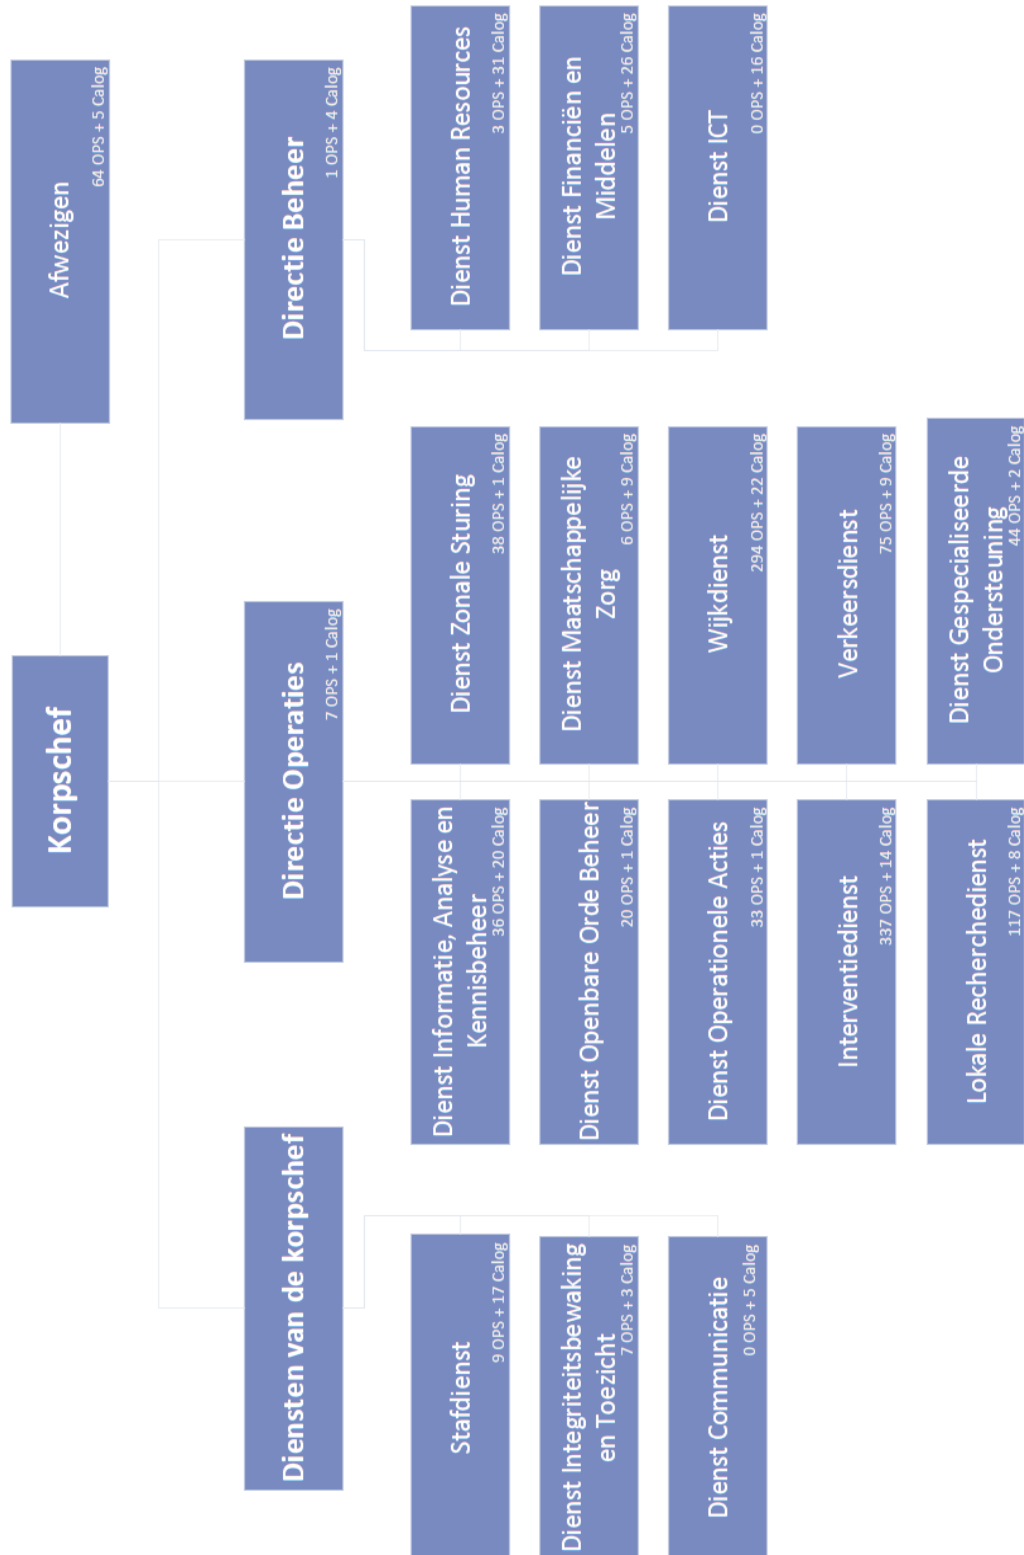 Korpschef
Afwezigen
64 OPS + 5 Calog
Diensten van de korpschef
Directie Operaties
7 OPS + 1 Calog
Directie Beheer
1 OPS + 4 Calog
Stafdienst
9 OPS + 17 Calog
Dienst Integriteitsbewaking
en Toezicht
7 OPS + 3 Calog
Dienst Communicatie
0 OPS + 5 Calog
Dienst Informatie, Analyse en
Kennisbeheer
36 OPS + 20 Calog
Dienst Zonale Sturing
38 OPS + 1 Calog
Dienst Openbare Orde Beheer
20 OPS + 1 Calog
Dienst Maatschappelijke
Zorg
6 OPS + 9 Calog
Dienst Operationele Acties
33 OPS + 1 Calog
Wijkdienst
294 OPS + 22 Calog
Interventiedienst
337 OPS + 14 Calog
Verkeersdienst
75 OPS + 9 Calog
Lokale Recherchedienst
117 OPS + 8 Calog
Dienst Gespecialiseerde
Ondersteuning
44 OPS + 2 Calog
Dienst Human Resources
3 OPS + 31 Calog
Dienst Financiën en
Middelen
5 OPS + 26 Calog
Dienst ICT
0 OPS + 16 Calog